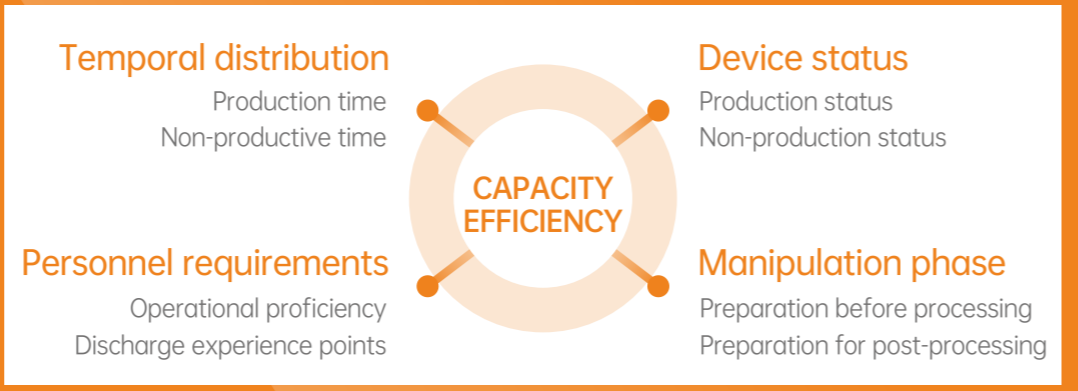 Temporal distribution
Production time
Non-productive time
Device status
Production status
Non-production status
CAPACITY
EFFICIENCY
Personnel requirements
Operational proficiency
Discharge experience points
Manipulation phase
Preparation before processing
Preparation for post-processing